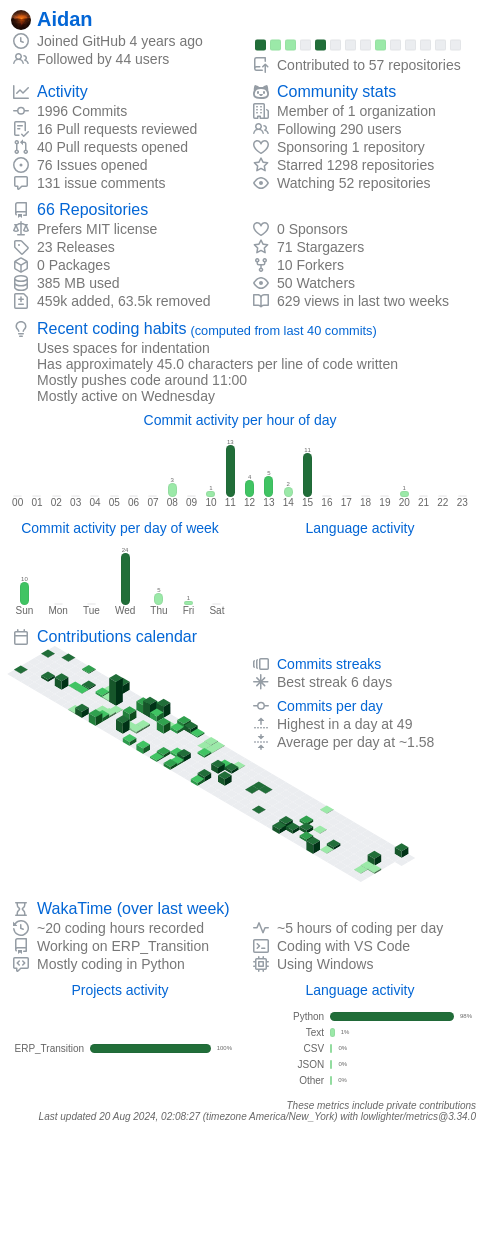 Aidan
Joined GitHub 4 years ago
Followed by 44 users
Contributed to 57 repositories
Activity
1996 Commits
16 Pull requests reviewed
40 Pull requests opened
76 Issues opened
131 issue comments
Community stats
Member of 1 organization
Following 290 users
Sponsoring 1 repository
Starred 1298 repositories
Watching 52 repositories
66 Repositories
Prefers MIT license
23 Releases
0 Packages
385 MB used
459k added, 63.5k removed
0 Sponsors
71 Stargazers
10 Forkers
50 Watchers
629 views in last two weeks
Recent coding habits (computed from last 40 commits)
Uses spaces for indentation
Has approximately 45.0 characters per line of code written
Mostly pushes code around 11:00
Mostly active on Wednesday
Commit activity per hour of day
3 1 13 4 5 2 11 1
00 01 02 03 04 05 06 07 08 09 10 11 12 13 14 15 16 17 18 19 20 21 22 23
Commit activity per day of week
10 24 5 1
Sun Mon Tue Wed Thu Fri Sat
Language activity
Contributions calendar
Commits streaks
Best streak 6 days
Commits per day
Highest in a day at 49
Average per day at ~1.58
WakaTime (over last week)
~20 coding hours recorded
Working on ERP_Transition
Mostly coding in Python
~5 hours of coding per day
Coding with VS Code
Using Windows
Projects activity
ERP_Transition 100%
Language activity
Python 98%
Text 1%
CSV 0%
JSON 0%
Other 0%
These metrics include private contributions
Last updated 20 Aug 2024, 02:08:27 (timezone America/New_York) with lowlighter/metrics@3.34.0